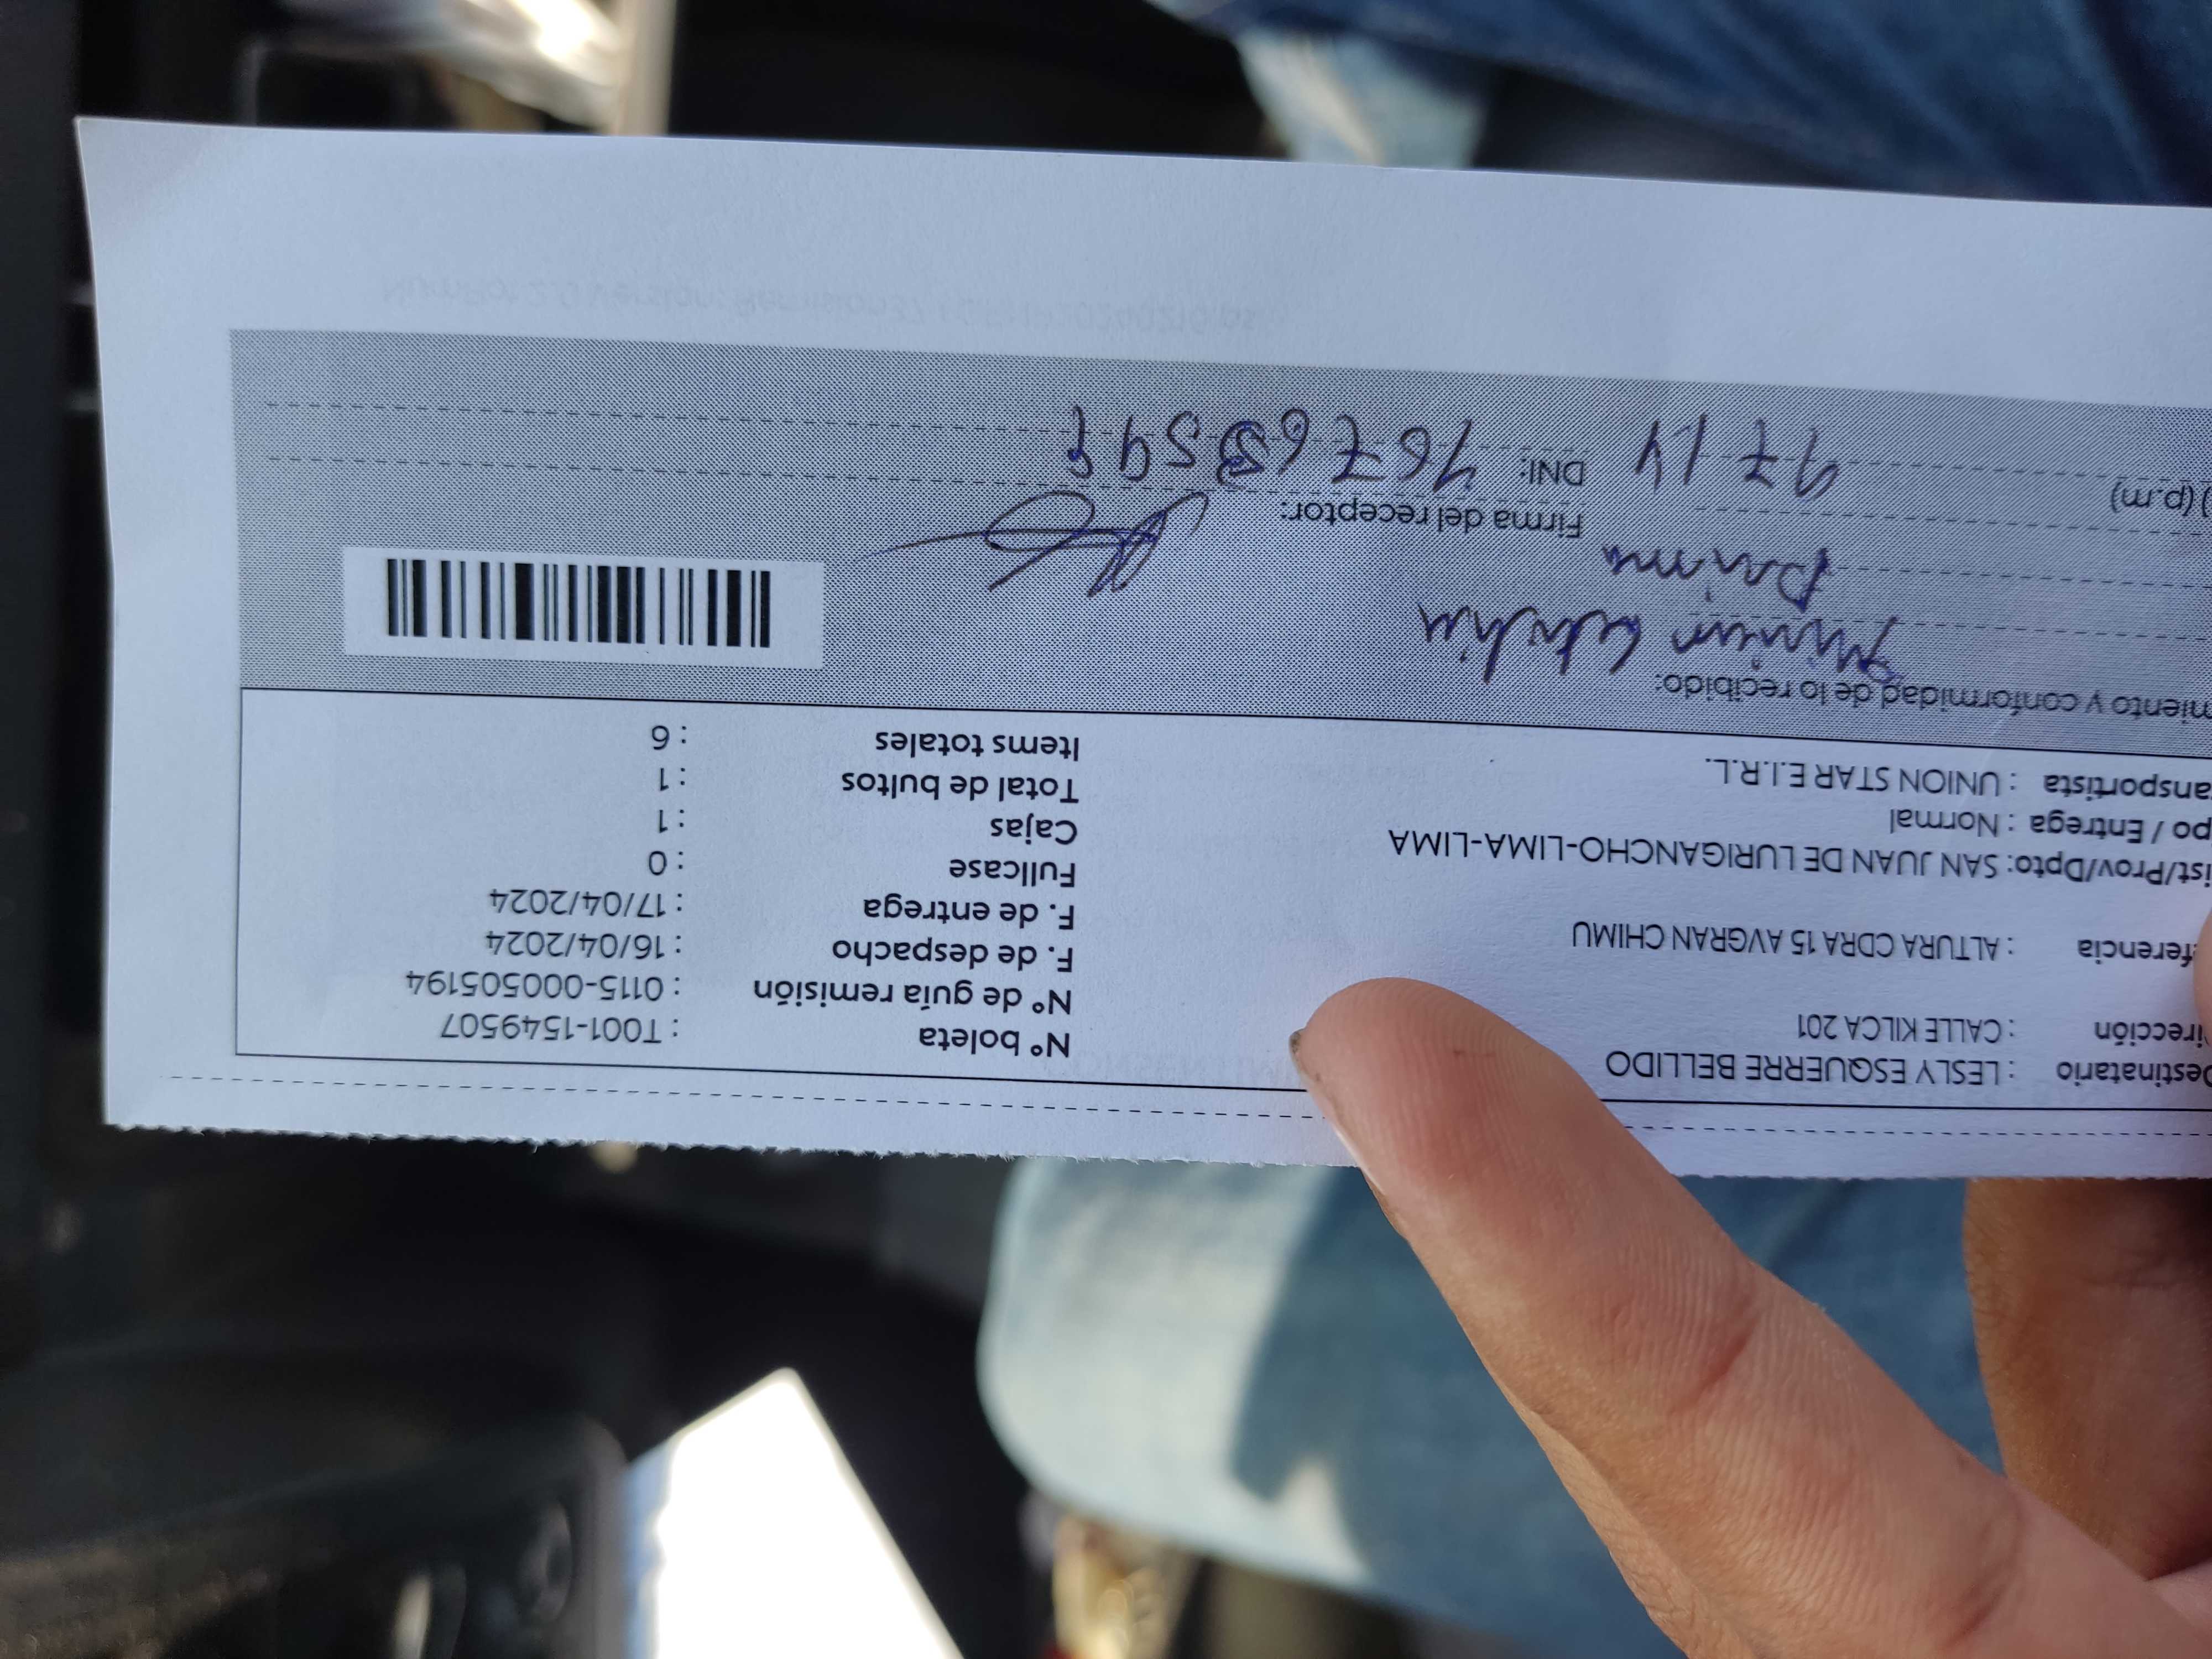 Destinatario : LESLY ESQUERRE BELLIDO
irección : CALLE KILCA 201
ferencia : ALTURA CDRA 15 AVGRAN CHIMU
ist/Prov/Dpto: SAN JUAN DE LURIGANCHO-LIMA-LIMA
po / Entrega : Normal
ansportista : UNION STAR E.I.R.L.
N° boleta : T001-1549507
N° de guía remisión : 0115-000505194
F. de despacho : 16/04/2024
F. de entrega : 17/04/2024
Fullcase : 0
Cajas : 1
Total de bultos : 1
Items totales : 6
miento y conformidad de lo recibido:
Firma del receptor:
) (p.m)
DNI: